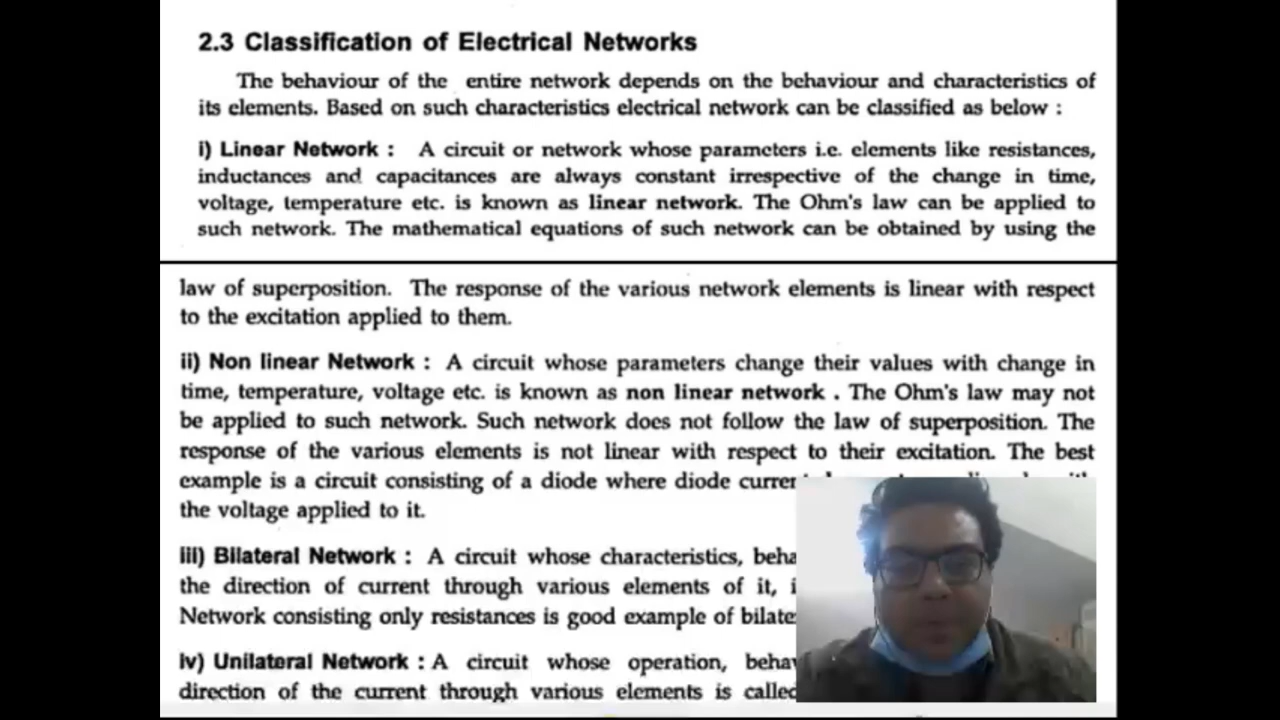 2.3 Classification of Electrical Networks
The behaviour of the entire network depends on the behaviour and characteristics of
its elements. Based on such characteristics electrical network can be classified as below :
i) Linear Network : A circuit or network whose parameters i.e. elements like resistances,
inductances and capacitances are always constant irrespective of the change in time,
voltage, temperature etc. is known as linear network. The Ohm's law can be applied to
such network. The mathematical equations of such network can be obtained by using the
law of superposition. The response of the various network elements is linear with respect
to the excitation applied to them.
ii) Non linear Network : A circuit whose parameters change their values with change in
time, temperature, voltage etc. is known as non linear network . The Ohm's law may not
be applied to such network. Such network does not follow the law of superposition. The
response of the various elements is not linear with respect to their excitation. The best
example is a circuit consisting of a diode where diode
the voltage applied to it.
iii) Bilateral Network : A circuit whose characteristics,
the direction of current through various elements of it,
Network consisting only resistances is good example of
iv) Unilateral Network : A circuit whose operation,
direction of the current through various elements is called